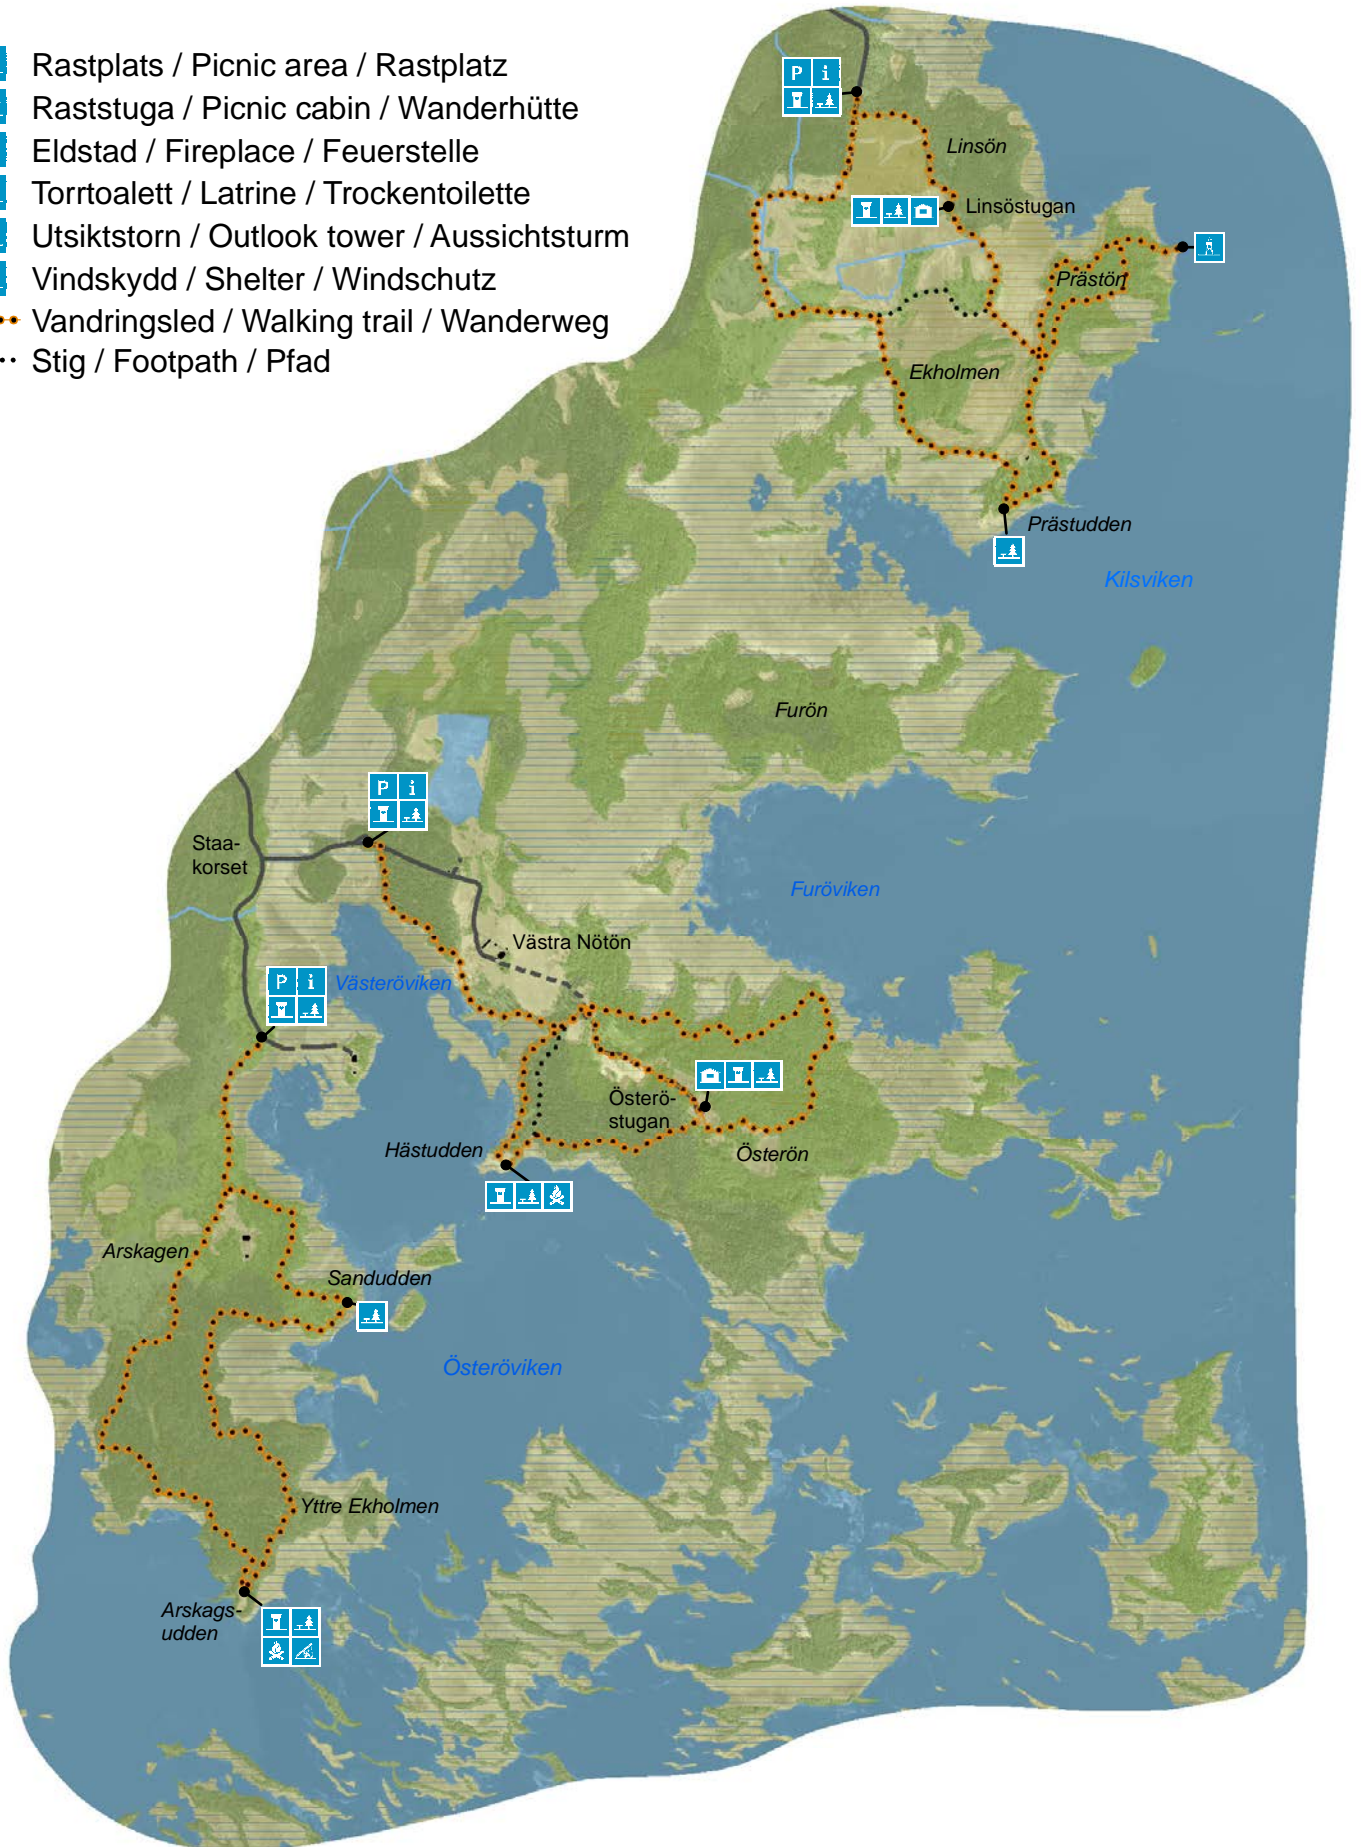 Rastplats / Picnic area / Rastplatz
Raststuga / Picnic cabin / Wanderhütte
Eldstad / Fireplace / Feuerstelle
Torrtoalett / Latrine / Trockentoilette
Utsiktstorn / Outlook tower / Aussichtsturm
Vindskydd / Shelter / Windschutz
Vandringsled / Walking trail / Wanderweg
Stig / Footpath / Pfad
P i
Linsön
Linsöstugan
Prästön
Ekholmen
Prästudden
Kilsviken
Furön
P i
Staa-
korset
Furöviken
Västra Nötön
P i
Västeröviken
Österö-
stugan
Hästudden
Österön
Arskagen
Sandudden
Österöviken
Yttre Ekholmen
Arskags-
udden